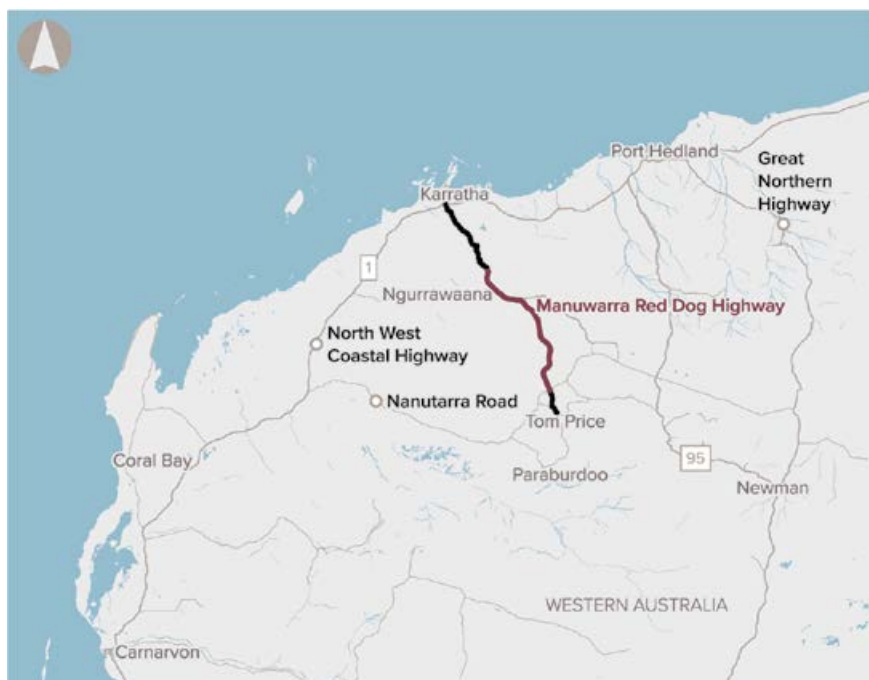 Port Hedland
Great
Northern
Highway
Karratha
1
Ngurrawaana
Manuwarra Red Dog Highway
North West
Coastal Highway
Nanutarra Road
Tom Price
Coral Bay
95
Paraburdoo
Newman
WESTERN AUSTRALIA
Carnarvon